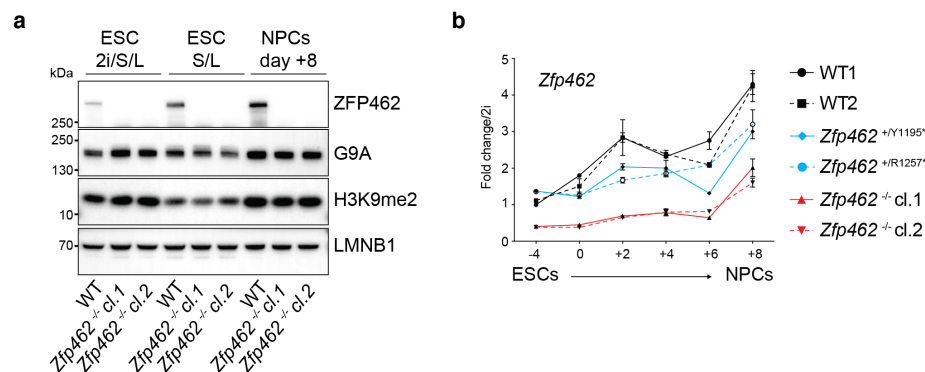 a
ESC
2i/S/L
ESC
S/L
NPCs
day +8
kDa
ZFP462
250
250
G9A
130
H3K9me2
10
70
LMNB1
WT
Zfp462 -/- cl.1
Zfp462 -/- cl.2
WT
Zfp462 -/- cl.1
Zfp462 -/- cl.2
WT
Zfp462 -/- cl.1
Zfp462 -/- cl.2
b
Zfp462
Fold change/2i
5
4
3
2
1
0
-4
0
+2
+4
+6
+8
ESCs
NPCs
WT1
WT2
Zfp462 +/Y1195*
Zfp462 +/R1257*
Zfp462 -/- cl.1
Zfp462 -/- cl.2